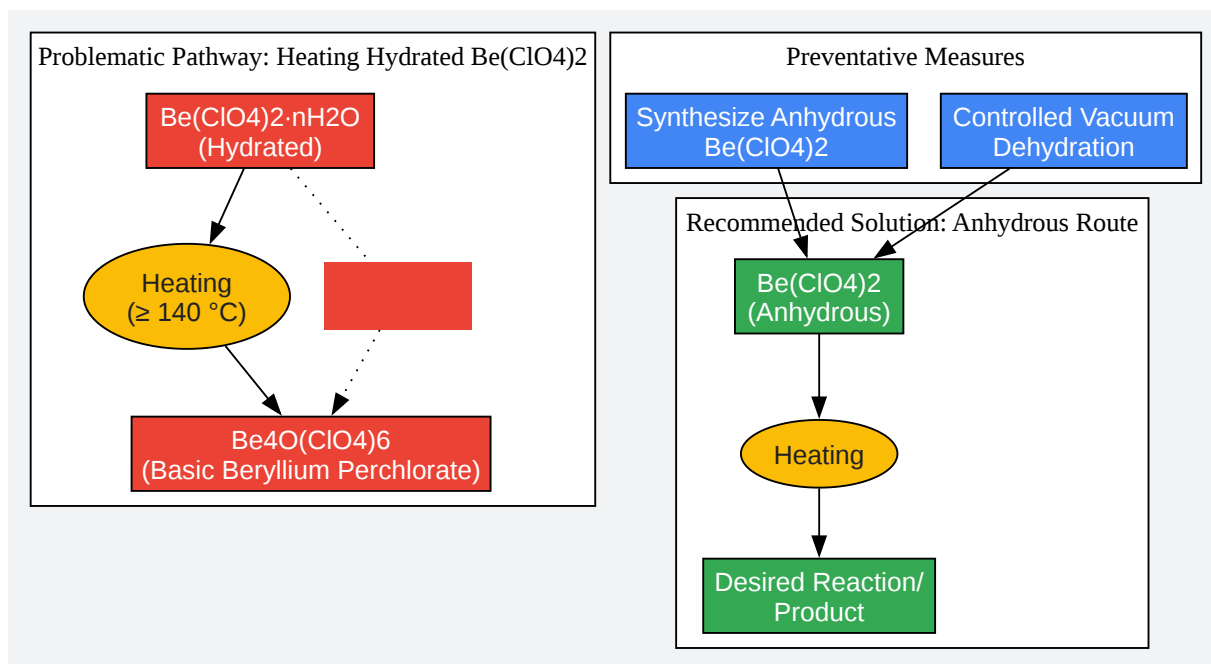 Problematic Pathway: Heating Hydrated Be(ClO4)2
Be(ClO4)2·nH2O
(Hydrated)
Heating
(≥ 140 °C)
Be4O(ClO4)6
(Basic Beryllium Perchlorate)
Preventative Measures
Synthesize Anhydrous
Be(ClO4)2
Controlled Vacuum
Dehydration
Recommended Solution: Anhydrous Route
Be(ClO4)2
(Anhydrous)
Heating
Desired Reaction/
Product